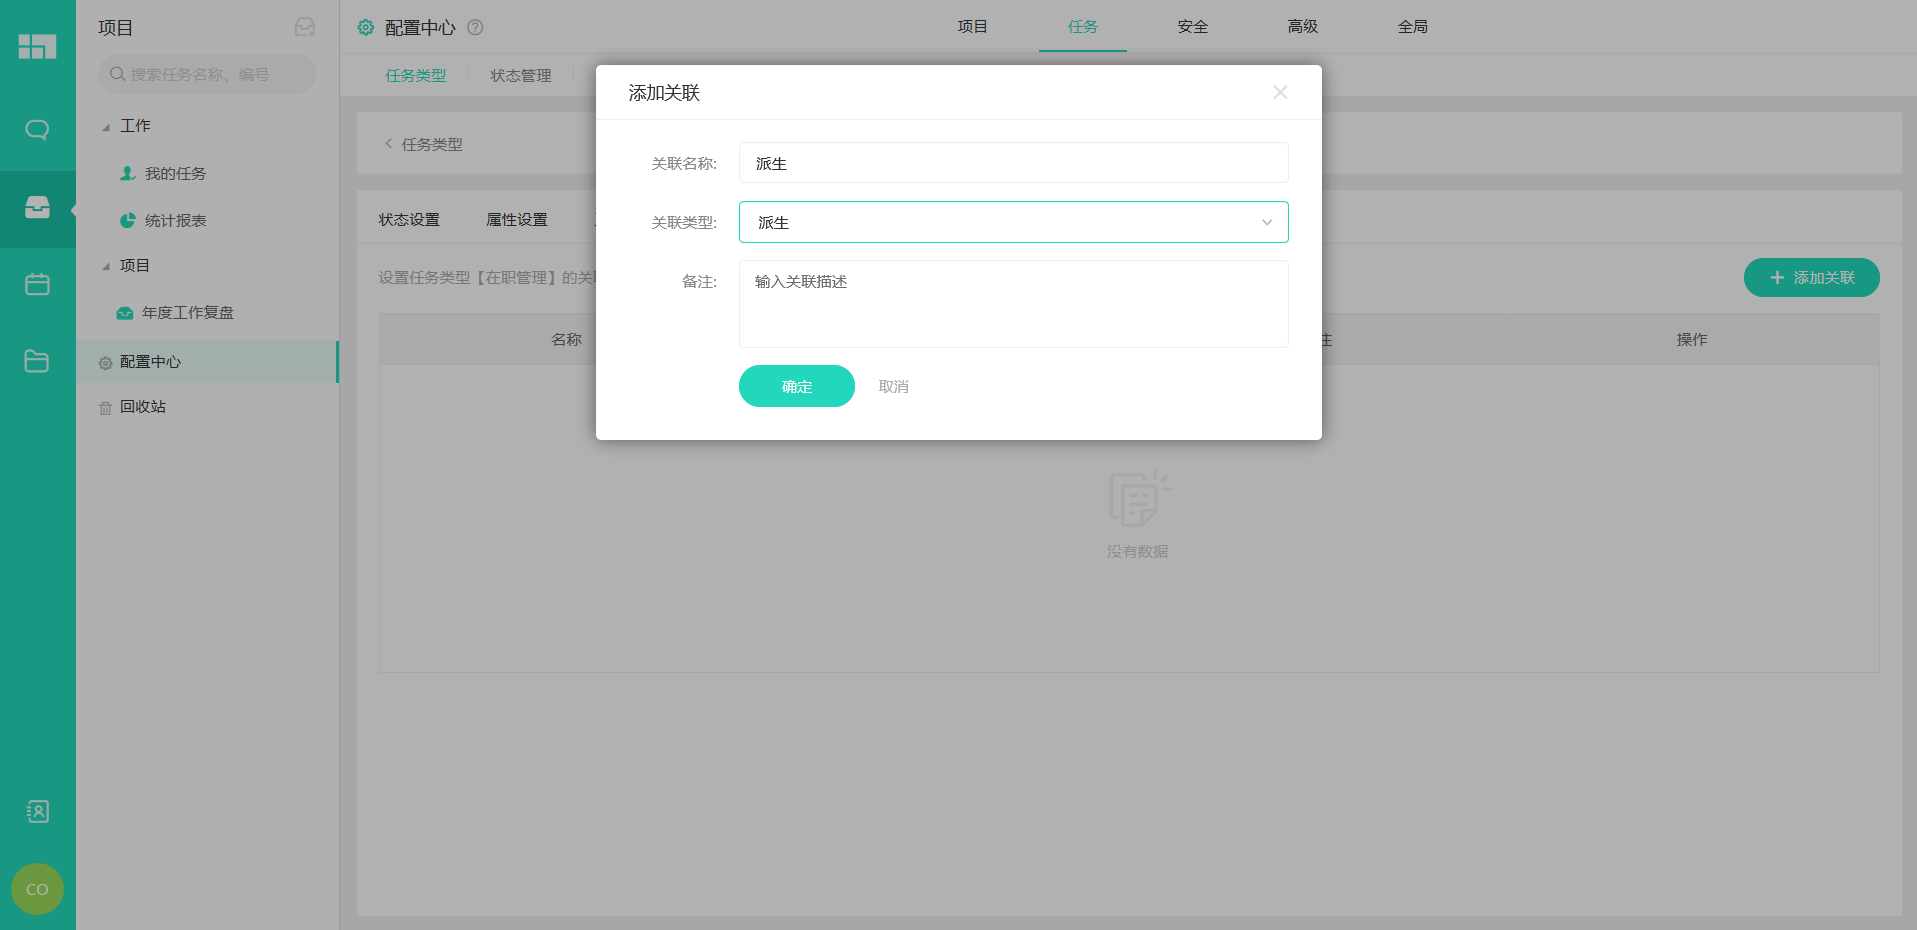 项目
搜索任务名称、编号
工作
我的任务
统计报表
项目
年度工作复盘
配置中心
回收站
CO
配置中心
项目
任务
安全
高级
全局
任务类型
状态管理
任务类型
状态设置
属性设置
设置任务类型【在职管理】的关
添加关联
名称
注
操作
没有数据
添加关联
关联名称:
派生
关联类型:
派生
备注:
输入关联描述
确定
取消